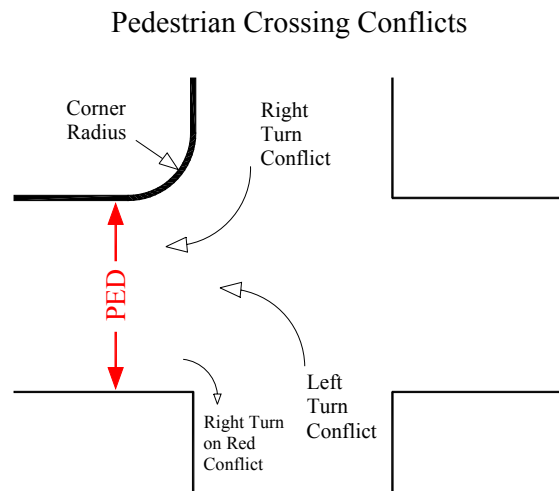 Pedestrian Crossing Conflicts
Corner
Radius
Right
Turn
Conflict
PED
Left
Turn
Conflict
Right Turn
on Red
Conflict